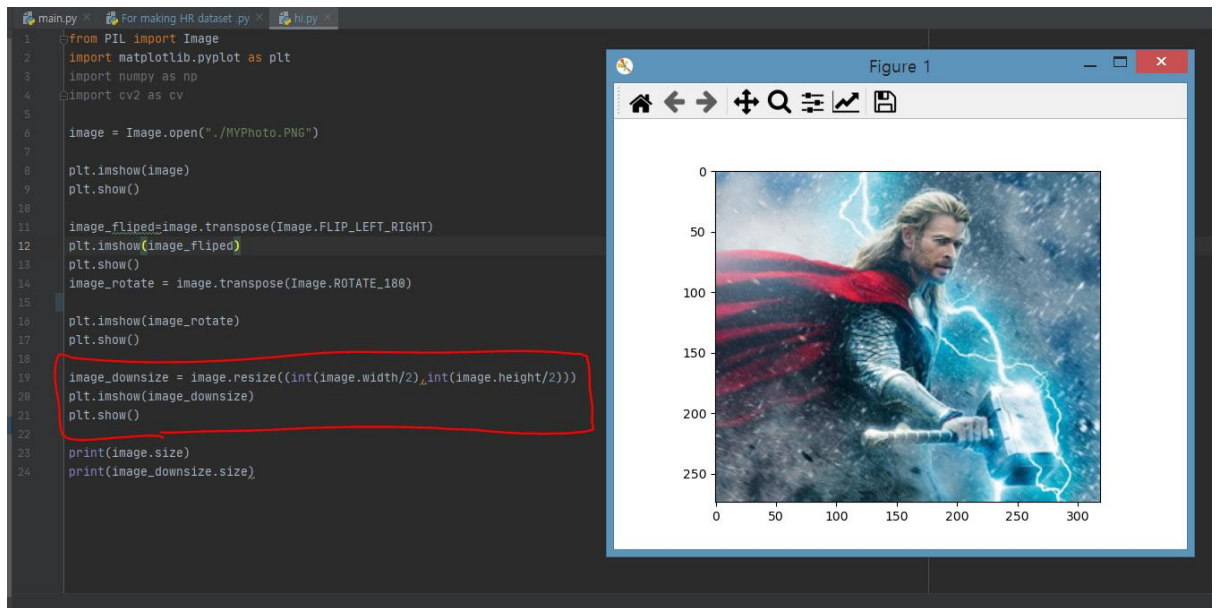 main.py
For making HR dataset .py
hi.py
1 from PIL import Image
2 import matplotlib.pyplot as plt
3 import numpy as np
4 import cv2 as cv
5
6 image = Image.open("./MYPhoto.PNG")
7
8 plt.imshow(image)
9 plt.show()
10
11 image_fliped=image.transpose(Image.FLIP_LEFT_RIGHT)
12 plt.imshow(image_fliped)
13 plt.show()
14 image_rotate = image.transpose(Image.ROTATE_180)
15
16 plt.imshow(image_rotate)
17 plt.show()
18
19 image_downsize = image.resize((int(image.width/2),int(image.height/2)))
20 plt.imshow(image_downsize)
21 plt.show()
22
23 print(image.size)
24 print(image_downsize.size)
Figure 1
0
50
100
150
200
250
0 50 100 150 200 250 300